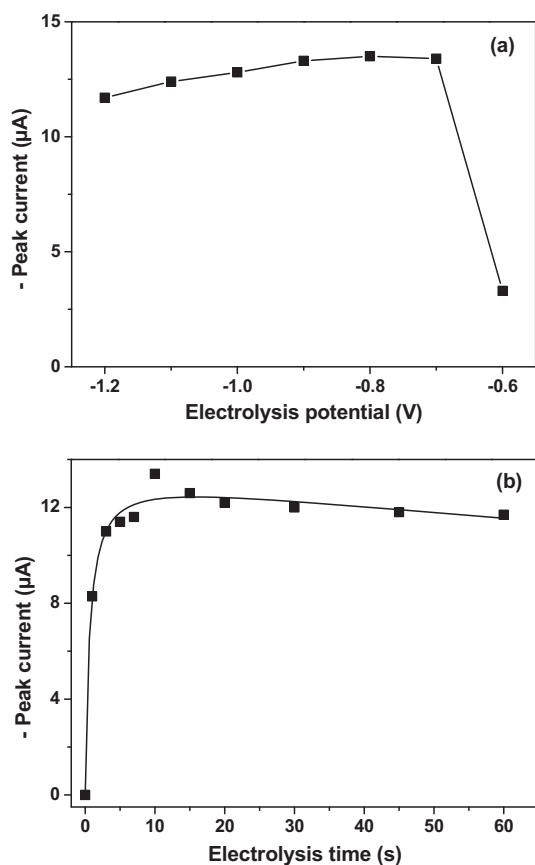 (a)
15
10
5
0
- Peak current (µA)
-1.2 -1.0 -0.8 -0.6
Electrolysis potential (V)
(b)
12
8
4
0
- Peak current (µA)
0 10 20 30 40 50 60
Electrolysis time (s)